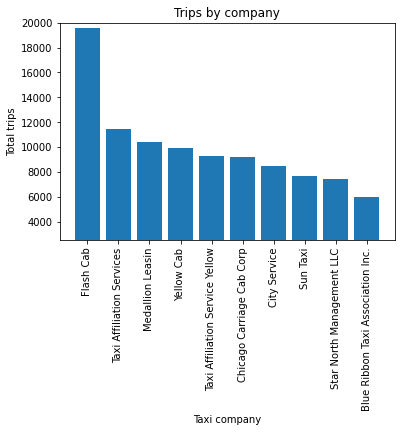 Trips by company
20000
18000
16000
14000
12000
10000
8000
6000
4000
Total trips
Flash Cab
Taxi Affiliation Services
Medallion Leasin
Yellow Cab
Taxi Affiliation Service Yellow
Chicago Carriage Cab Corp
City Service
Sun Taxi
Star North Management LLC
Blue Ribbon Taxi Association Inc.
Taxi company